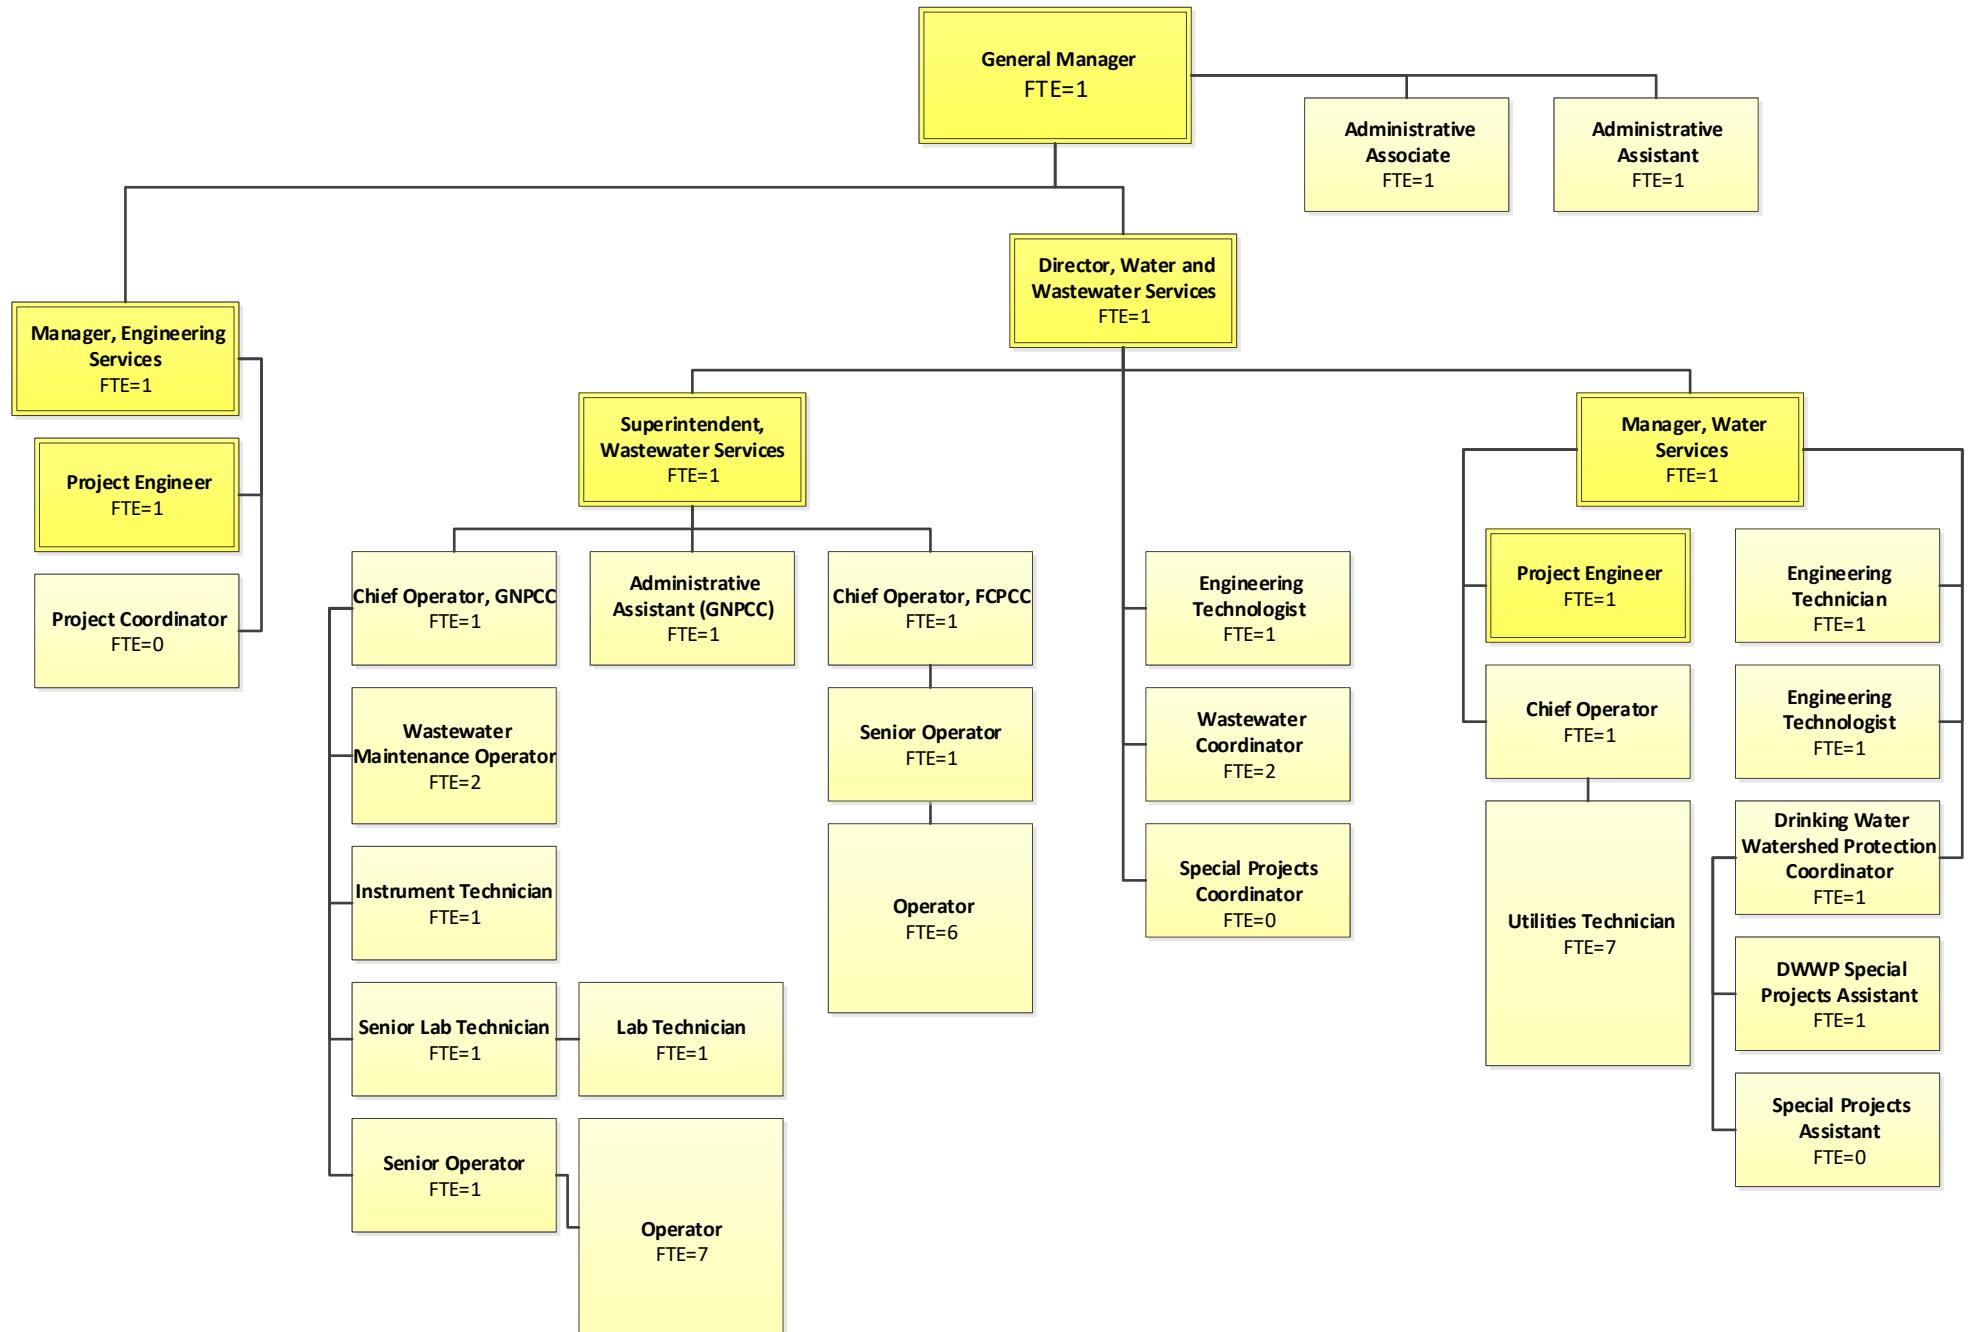 General Manager
FTE=1
Administrative
Associate
FTE=1
Administrative
Assistant
FTE=1
Director, Water and
Wastewater Services
FTE=1
Manager, Engineering
Services
FTE=1
Project Engineer
FTE=1
Project Coordinator
FTE=0
Superintendent,
Wastewater Services
FTE=1
Chief Operator, GNPCC
FTE=1
Wastewater
Maintenance Operator
FTE=2
Instrument Technician
FTE=1
Senior Lab Technician
FTE=1
Lab Technician
FTE=1
Senior Operator
FTE=1
Operator
FTE=7
Administrative
Assistant (GNPCC)
FTE=1
Chief Operator, FCPCC
FTE=1
Senior Operator
FTE=1
Operator
FTE=6
Engineering
Technologist
FTE=1
Wastewater
Coordinator
FTE=2
Special Projects
Coordinator
FTE=0
Manager, Water
Services
FTE=1
Project Engineer
FTE=1
Chief Operator
FTE=1
Utilities Technician
FTE=7
Engineering
Technician
FTE=1
Engineering
Technologist
FTE=1
Drinking Water
Watershed Protection
Coordinator
FTE=1
DWWP Special
Projects Assistant
FTE=1
Special Projects
Assistant
FTE=0